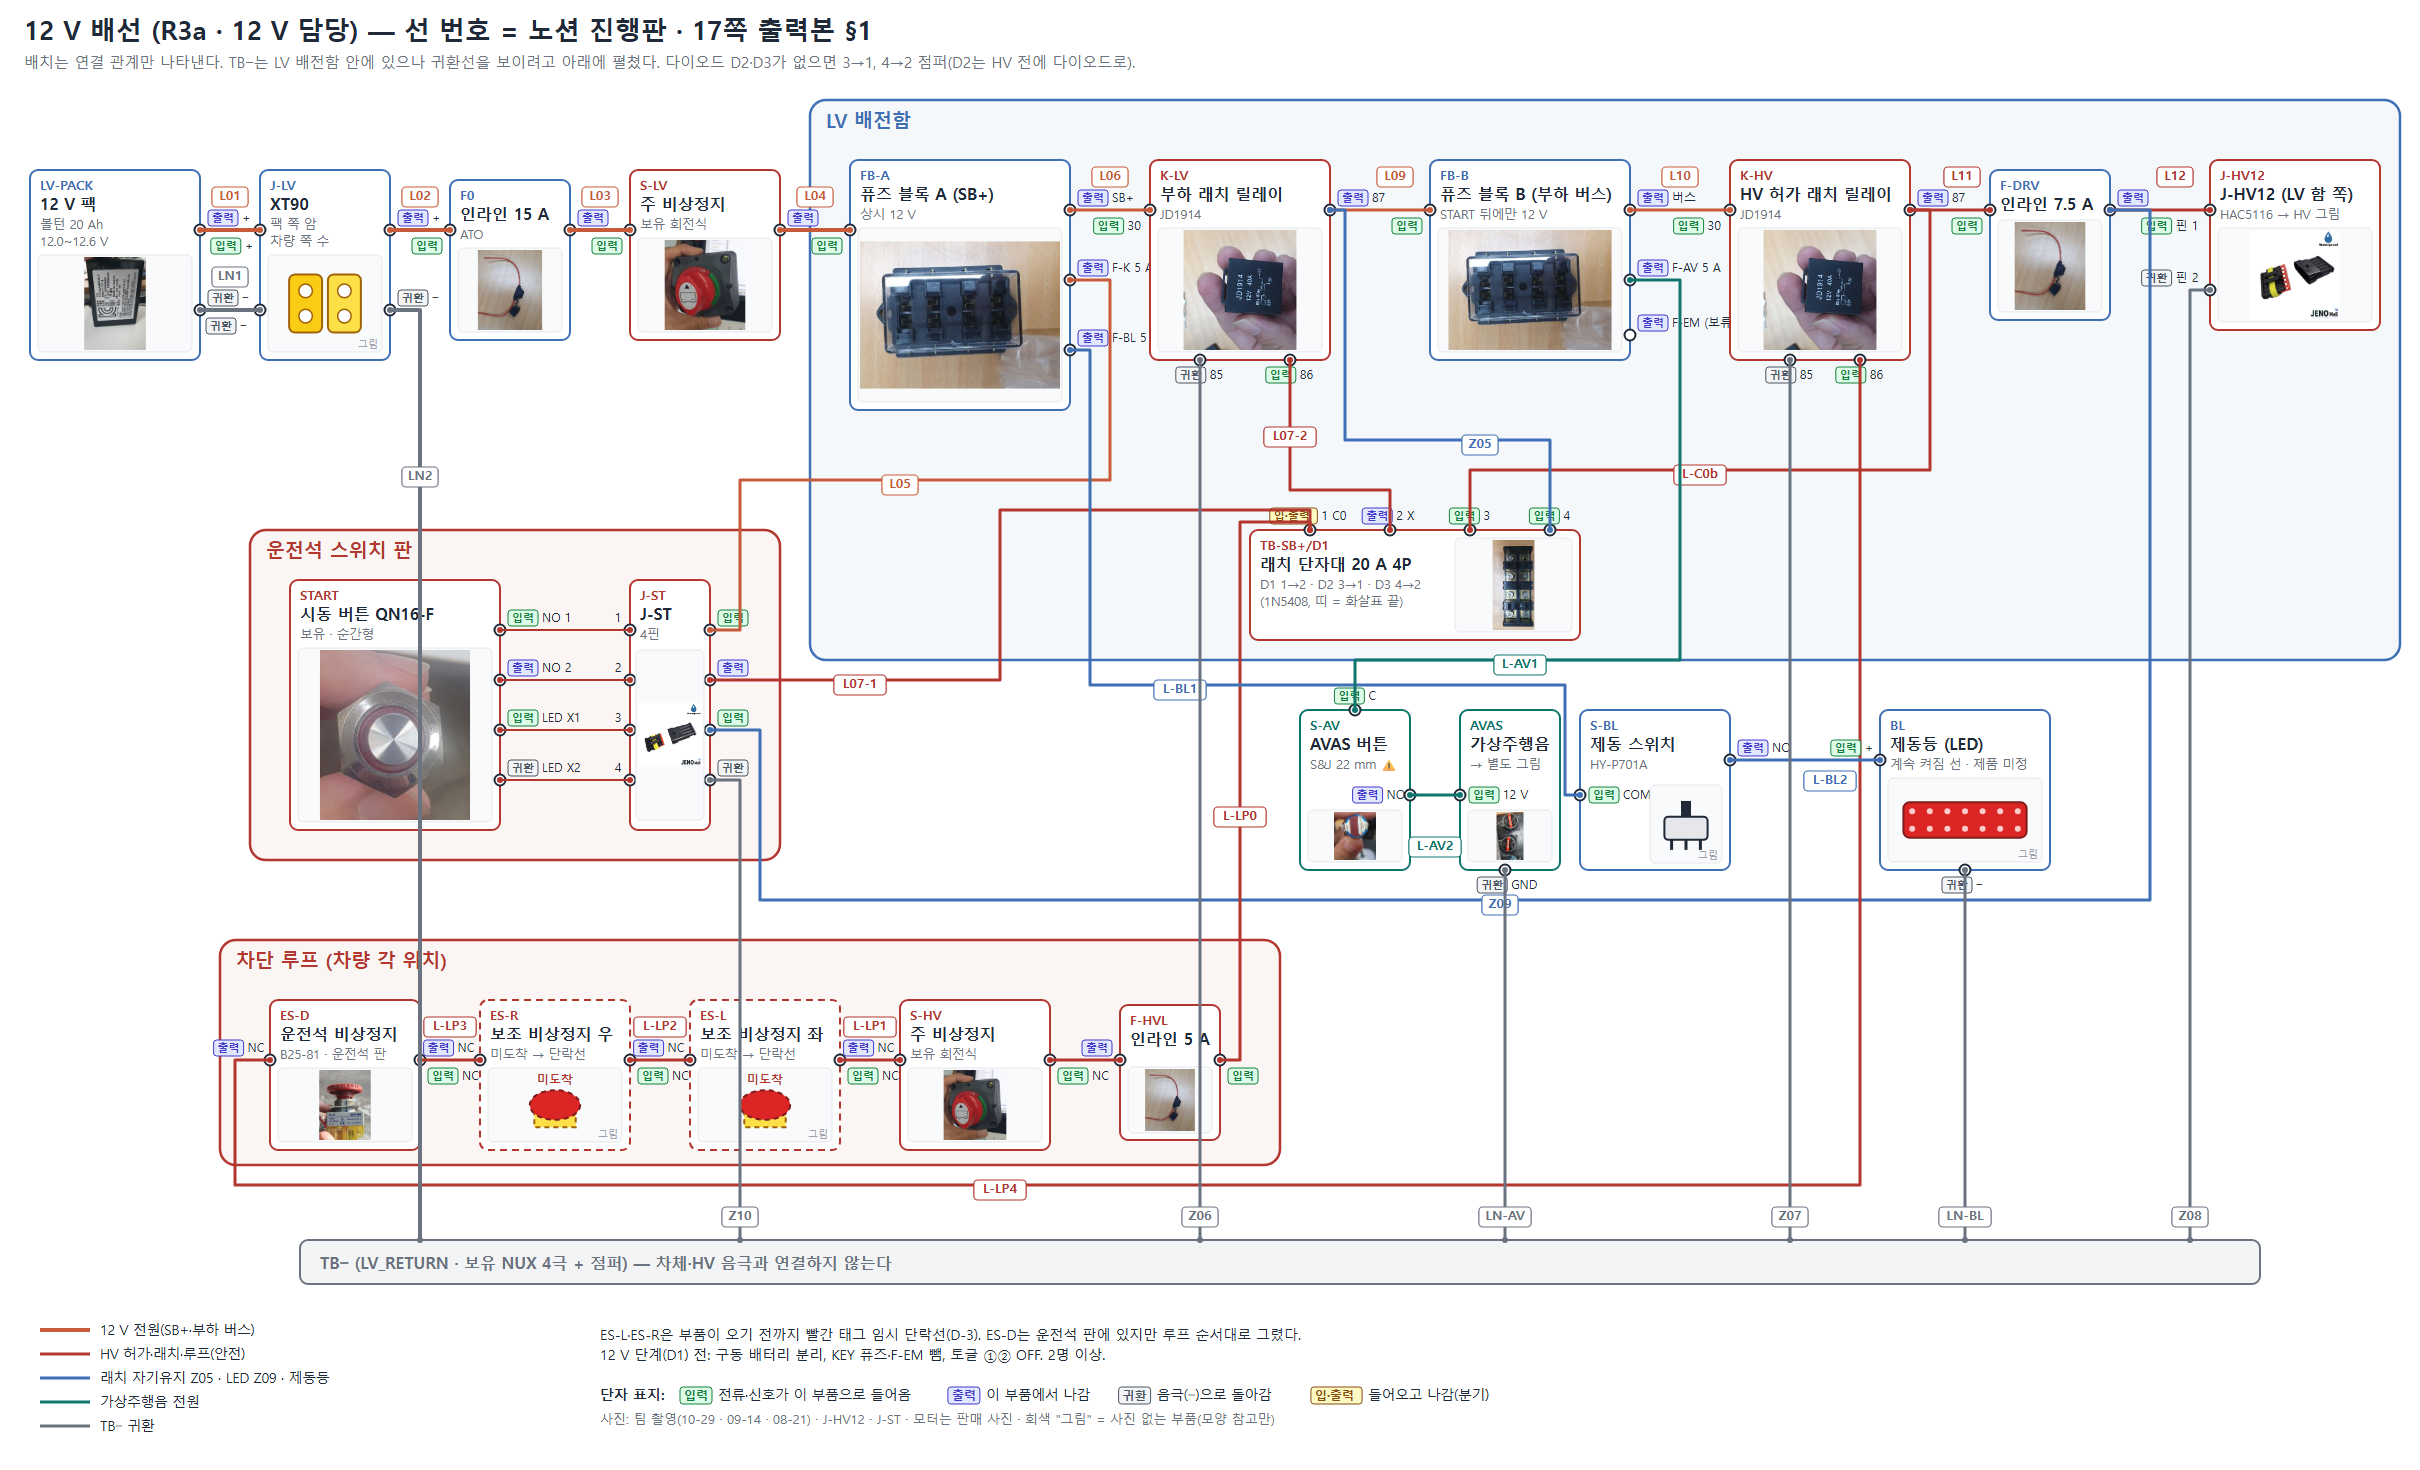 12 V 배선 (R3a · 12 V 담당) — 선 번호 = 노션 진행판 · 17쪽 출력본 §1
배치는 연결 관계만 나타낸다. TB−는 LV 배전함 안에 있으나 귀환선을 보이려고 아래에 펼쳤다. 다이오드 D2·D3가 없으면 3→1, 4→2 점퍼(D2는 HV 전에 다이오드로).
LV 배전함
LV-PACK
12 V 팩
볼턴 20 Ah
12.0~12.6 V
L01
출력 +
입력 +
LN1
귀환 −
귀환 −
J-LV
XT90
팩 쪽 암
차량 쪽 수
그림
L02
출력 +
입력
귀환 −
F0
인라인 15 A
ATO
L03
출력
입력
S-LV
주 비상정지
보유 회전식
L04
출력
입력
FB-A
퓨즈 블록 A (SB+)
상시 12 V
L06
출력 SB+
입력 30
출력 F-K 5 A
출력 F-BL 5
K-LV
부하 래치 릴레이
JD1914
귀환 85
입력 86
L09
출력 87
입력
FB-B
퓨즈 블록 B (부하 버스)
START 뒤에만 12 V
L10
출력 버스
입력 30
출력 F-AV 5 A
출력 F-EM (보류
K-HV
HV 허가 래치 릴레이
JD1914
귀환 85
입력 86
L11
출력 87
입력
F-DRV
인라인 7.5 A
L12
출력
입력 핀 1
귀환 핀 2
J-HV12
J-HV12 (LV 함 쪽)
HAC5116 → HV 그림
LN2
L05
L07-2
Z05
L-C0b
입·출력 1 C0
출력 2 X
입력 3
입력 4
TB-SB+/D1
래치 단자대 20 A 4P
D1 1→2 · D2 3→1 · D3 4→2
(1N5408, 띠 = 화살표 끝)
운전석 스위치 판
START
시동 버튼 QN16-F
보유 · 순간형
입력 NO 1
출력 NO 2
입력 LED X1
귀환 LED X2
1
2
3
4
J-ST
J-ST
4핀
입력
출력
입력
귀환
L07-1
L-BL1
L-AV1
입력 C
S-AV
AVAS 버튼
S&J 22 mm ⚠
출력 NO
L-AV2
AVAS
가상주행음
→ 별도 그림
입력 12 V
귀환 GND
S-BL
제동 스위치
HY-P701A
입력 COM
그림
출력 NO
입력 +
L-BL2
BL
제동등 (LED)
계속 켜짐 선 · 제품 미정
그림
귀환 −
L-LP0
Z09
차단 루프 (차량 각 위치)
출력 NC
ES-D
운전석 비상정지
B25-81 · 운전석 판
L-LP3
출력 NC
입력 NC
ES-R
보조 비상정지 우
미도착 → 단락선
미도착
그림
L-LP2
출력 NC
입력 NC
ES-L
보조 비상정지 좌
미도착 → 단락선
미도착
그림
L-LP1
출력 NC
입력 NC
S-HV
주 비상정지
보유 회전식
출력
입력 NC
F-HVL
인라인 5 A
입력
L-LP4
Z10
Z06
LN-AV
Z07
LN-BL
Z08
TB− (LV_RETURN · 보유 NUX 4극 + 점퍼) — 차체·HV 음극과 연결하지 않는다
12 V 전원(SB+·부하 버스)
HV 허가·래치·루프(안전)
래치 자기유지 Z05 · LED Z09 · 제동등
가상주행음 전원
TB− 귀환
ES-L·ES-R은 부품이 오기 전까지 빨간 태그 임시 단락선(D-3). ES-D는 운전석 판에 있지만 루프 순서대로 그렸다.
12 V 단계(D1) 전: 구동 배터리 분리, KEY 퓨즈·F-EM 뺌, 토글 ①② OFF. 2명 이상.
단자 표지: 입력 전류·신호가 이 부품으로 들어옴 출력 이 부품에서 나감 귀환 음극(−)으로 돌아감 입·출력 들어오고 나감(분기)
사진: 팀 촬영(10-29 · 09-14 · 08-21) · J-HV12 · J-ST · 모터는 판매 사진 · 회색 "그림" = 사진 없는 부품(모양 참고만)